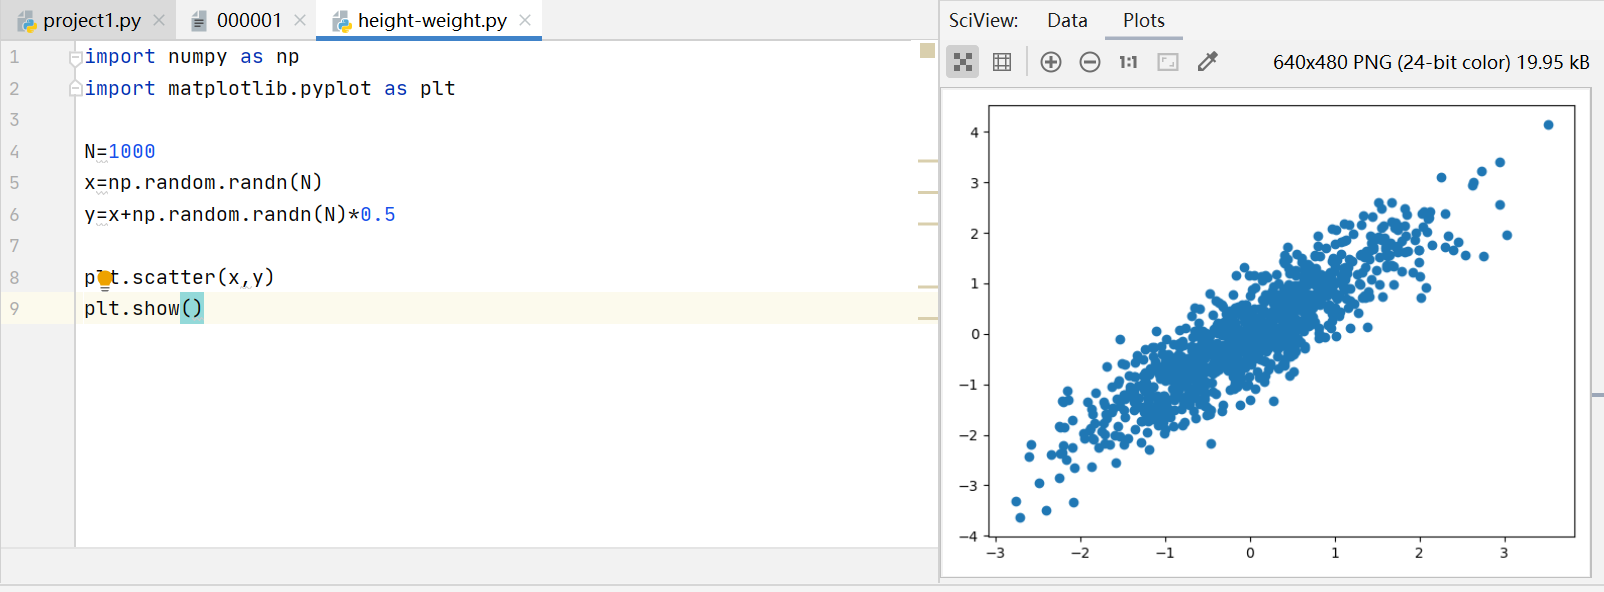 project1.py 000001 height-weight.py
1 import numpy as np
2 import matplotlib.pyplot as plt
3
4 N=1000
5 x=np.random.randn(N)
6 y=x+np.random.randn(N)*0.5
7
8 plt.scatter(x,y)
9 plt.show()
SciView: Data Plots
1:1 640x480 PNG (24-bit color) 19.95 kB
4
3
2
1
0
−1
−2
−3
−4
−3 −2 −1 0 1 2 3